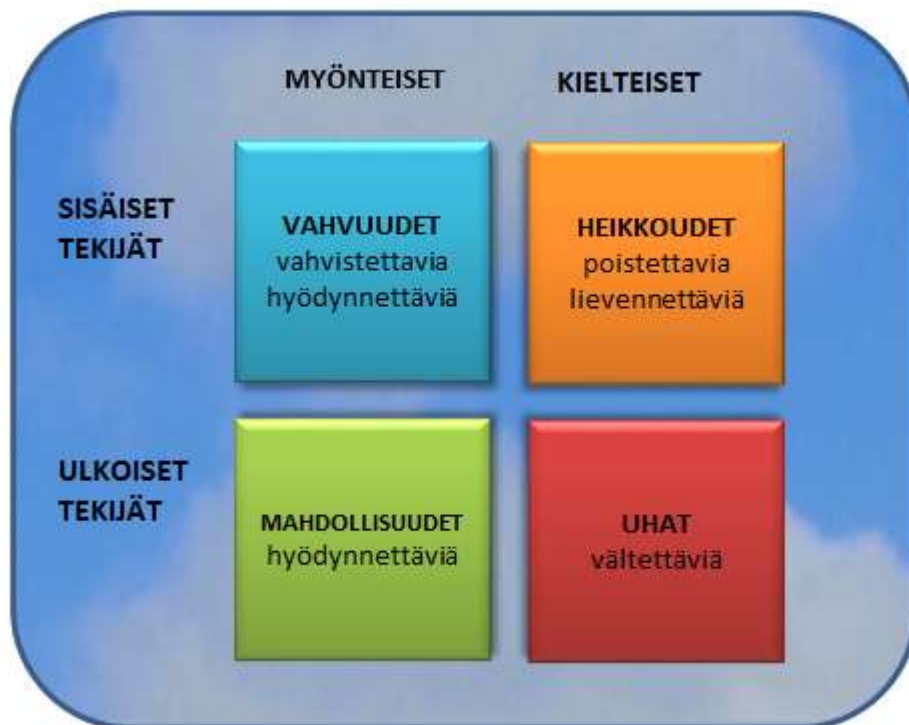 MYÖNTEISET
KIELTEISET
SISÄISET
TEKIJÄT
VAHVUUDET
vahvistettavia
hyödynnettäviä
HEIKKOUDET
poistettavia
lievennettäviä
ULKOISET
TEKIJÄT
MAHDOLLISUUDET
hyödynnettäviä
UHAT
vältettäviä